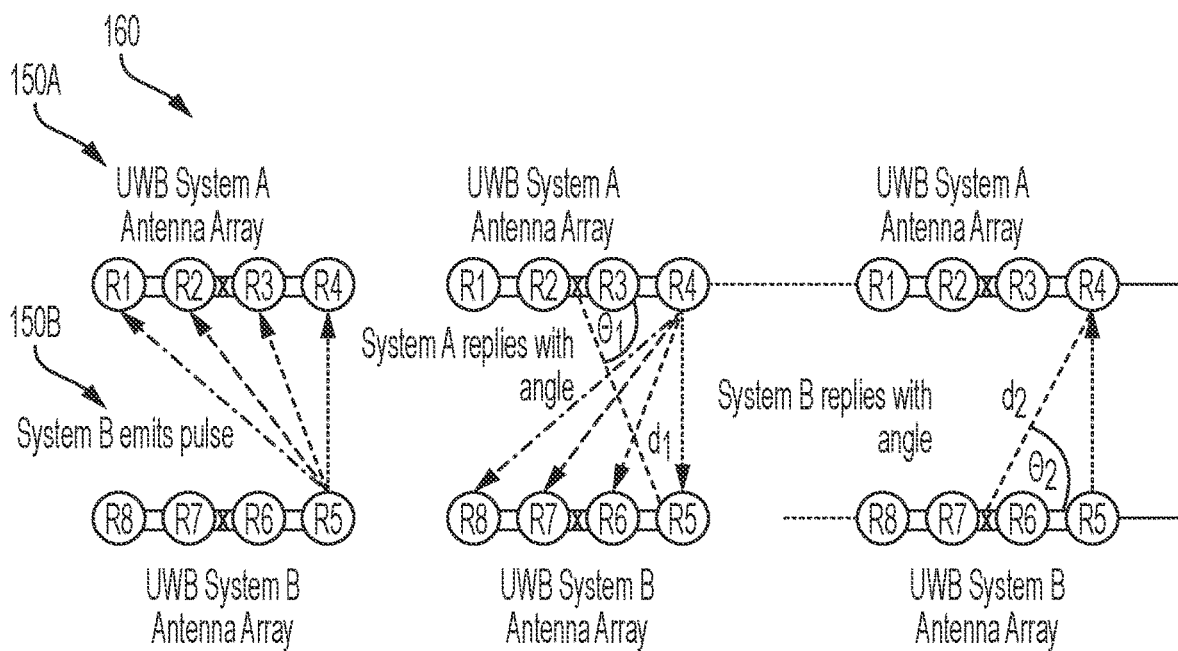 160
150A
UWB System A
Antenna Array
UWB System A
Antenna Array
UWB System A
Antenna Array
R1 R2 R3 R4
R1 R2 R3 R4
R1 R2 R3 R4
150B
System B emits pulse
Θ1
System A replies with
angle
d1
System B replies with
angle
d2
Θ2
R8 R7 R6 R5
R8 R7 R6 R5
R8 R7 R6 R5
UWB System B
Antenna Array
UWB System B
Antenna Array
UWB System B
Antenna Array